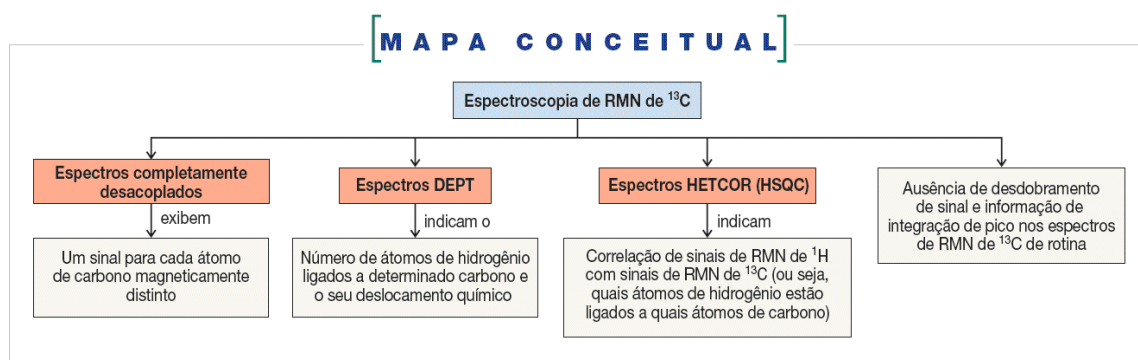 [MAPA CONCEITUAL]
Espectroscopia de RMN de ¹³C
Espectros completamente
desacoplados
exibem
Um sinal para cada átomo
de carbono magneticamente
distinto
Espectros DEPT
indicam o
Número de átomos de hidrogênio
ligados a determinado carbono e
o seu deslocamento químico
Espectros HETCOR (HSQC)
indicam
Correlação de sinais de RMN de ¹H
com sinais de RMN de ¹³C (ou seja,
quais átomos de hidrogênio estão
ligados a quais átomos de carbono)
Ausência de desdobramento
de sinal e informação de
integração de pico nos espectros
de RMN de ¹³C de rotina